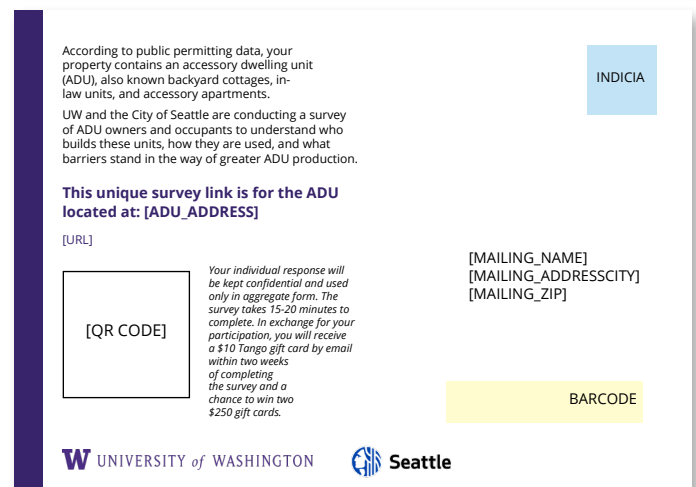 According to public permitting data, your
property contains an accessory dwelling unit
(ADU), also known backyard cottages, in-
law units, and accessory apartments.
UW and the City of Seattle are conducting a survey
of ADU owners and occupants to understand who
builds these units, how they are used, and what
barriers stand in the way of greater ADU production.
This unique survey link is for the ADU
located at: [ADU_ADDRESS]
[URL]
[QR CODE]
Your individual response will
be kept confidential and used
only in aggregate form. The
survey takes 15-20 minutes to
complete. In exchange for your
participation, you will receive
a $10 Tango gift card by email
within two weeks
of completing
the survey and a
chance to win two
$250 gift cards.
INDICIA
[MAILING_NAME]
[MAILING_ADDRESSCITY]
[MAILING_ZIP]
BARCODE
W UNIVERSITY of WASHINGTON
Seattle